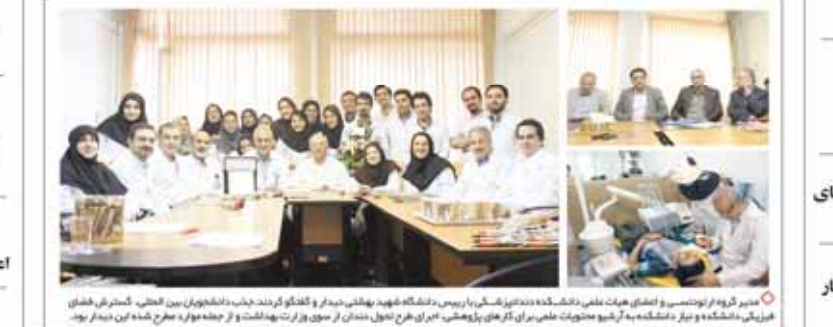 مدیر گروه ارتودنسی و اعضای هیات علمی دانشکده دندانپزشکی با رییس دانشگاه شهید بهشتی دیدار و گفتگو کردند. جذب دانشجویان بین المللی، گسترش فضای
فیزیکی دانشکده و نیاز دانشکده به آرشیو محتویات علمی برای کارهای پژوهشی، اجرای طرح تحول دندان از سوی وزارت بهداشت و از جمله موارد مطرح شده این دیدار بود.